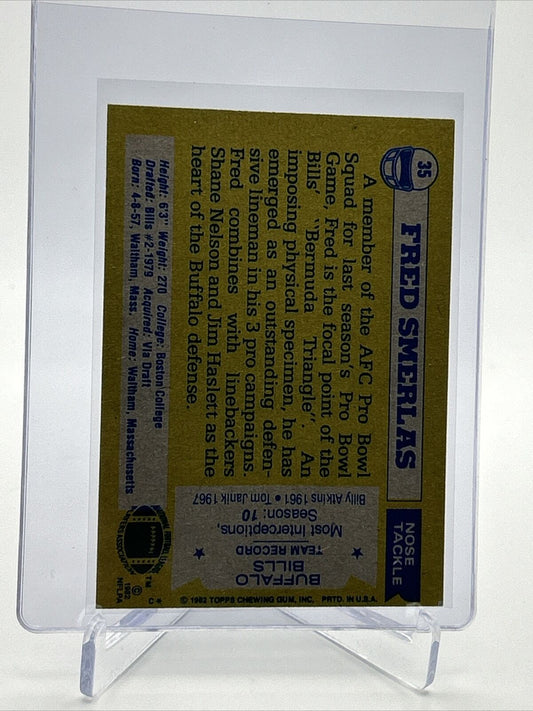 35
FRED SMERLAS
NOSE
TACKLE
A member of the AFC Pro Bowl
Squad for last season's Pro Bowl
Game, Fred is the focal point of the
Bills' "Bermuda Triangle". An
imposing physical specimen, he has
emerged as an outstanding defen-
sive lineman in his 3 pro campaigns.
Fred combines with linebackers
Shane Nelson and Jim Haslett as the
heart of the Buffalo defense.
BUFFALO
BILLS
★ TEAM RECORD ★
Most Interceptions,
Season: 10
Billy Atkins 1961 • Tom Janik 1967
Height: 6'3" Weight: 270 College: Boston College
Drafted: Bills #2-1979 Acquired: Via Draft
Born: 4-8-57, Waltham, Mass. Home: Waltham, Massachusetts
TM
© 1982
NFLPA
C*
© 1982 TOPPS CHEWING GUM, INC. PRTD. IN U.S.A.